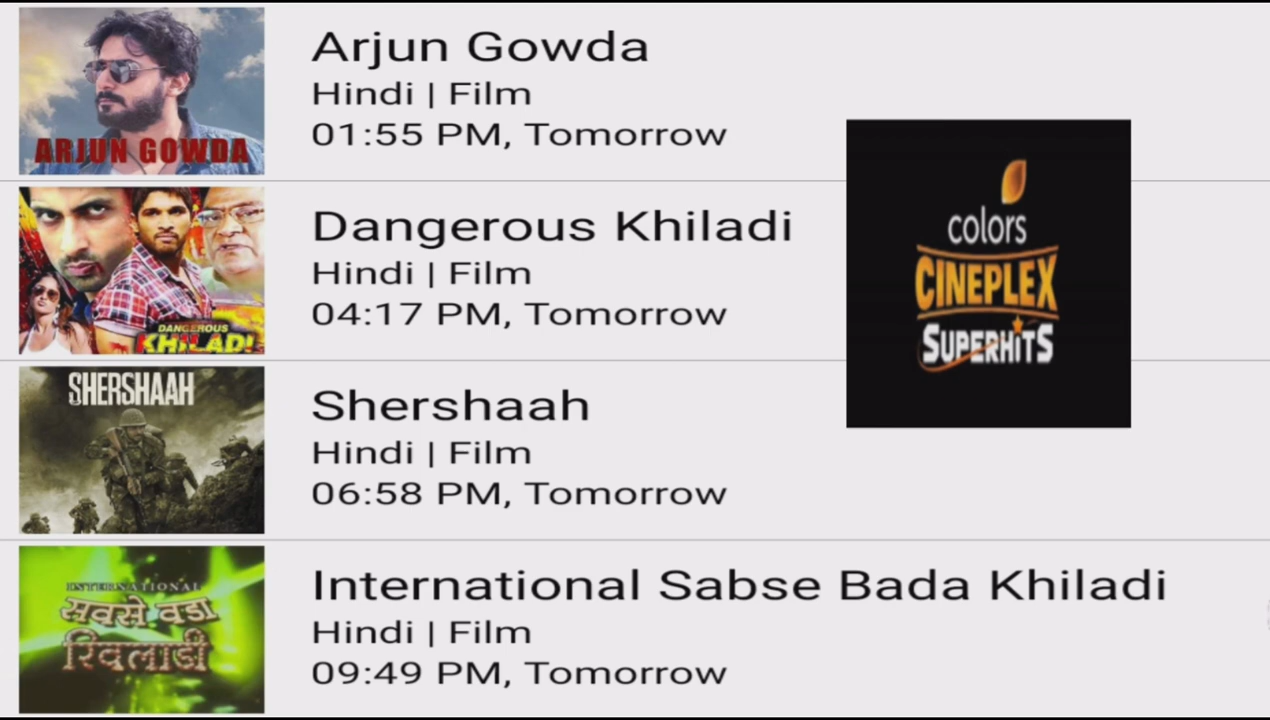 ARJUN GOWDA
Arjun Gowda
Hindi | Film
01:55 PM, Tomorrow
DANGEROUS
KHILADI
Dangerous Khiladi
Hindi | Film
04:17 PM, Tomorrow
colors
CINEPLEX
SUPERHiTS
SHERSHAAH
Shershaah
Hindi | Film
06:58 PM, Tomorrow
INTERNATIONAL
सबसे बड़ा
खिलाडी
International Sabse Bada Khiladi
Hindi | Film
09:49 PM, Tomorrow